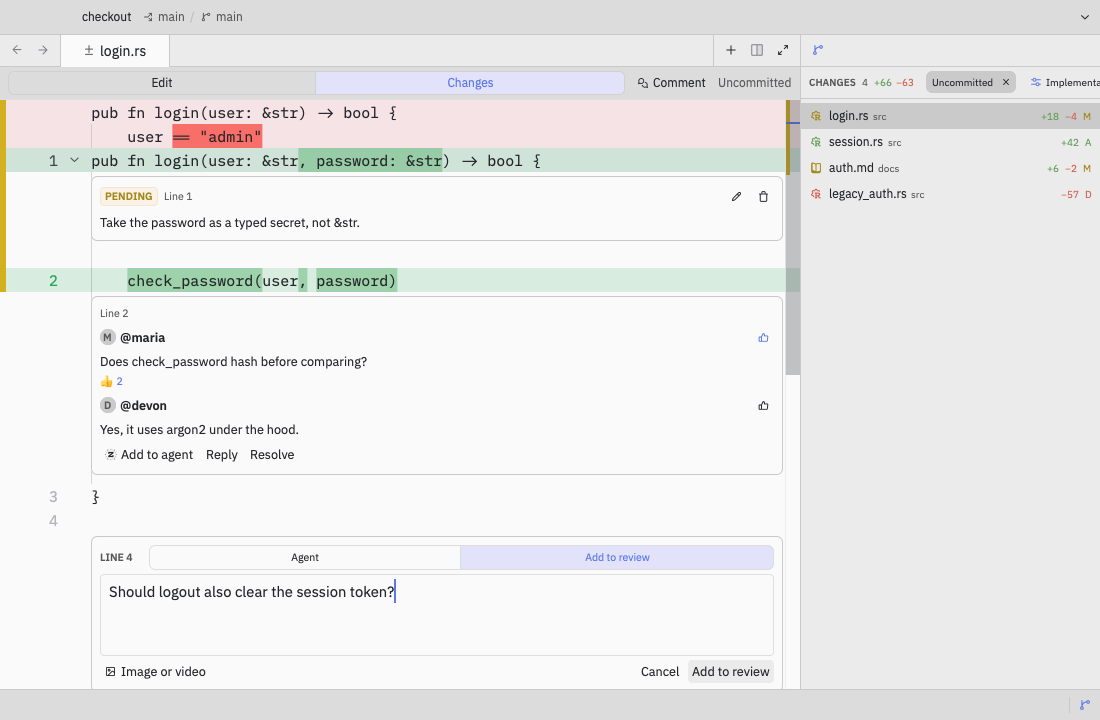 checkout main / main
login.rs
Edit Changes Comment Uncommitted
pub fn login(user: &str) -> bool {
user == "admin"
1 pub fn login(user: &str, password: &str) -> bool {
PENDING Line 1
Take the password as a typed secret, not &str.
2 check_password(user, password)
Line 2
M @maria
Does check_password hash before comparing?
👍 2
D @devon
Yes, it uses argon2 under the hood.
Add to agent Reply Resolve
3 }
4
LINE 4 Agent Add to review
Should logout also clear the session token?
Image or video Cancel Add to review
CHANGES 4 +66 −63 Uncommitted × Implementa
login.rs src +18 −4 M
session.rs src +42 A
auth.md docs +6 −2 M
legacy_auth.rs src −57 D